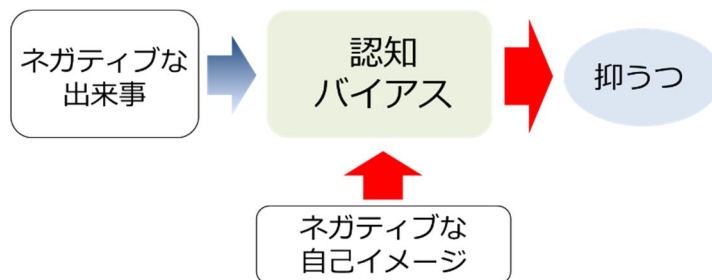 ネガティブな
出来事
認知
バイアス
抑うつ
ネガティブな
自己イメージ